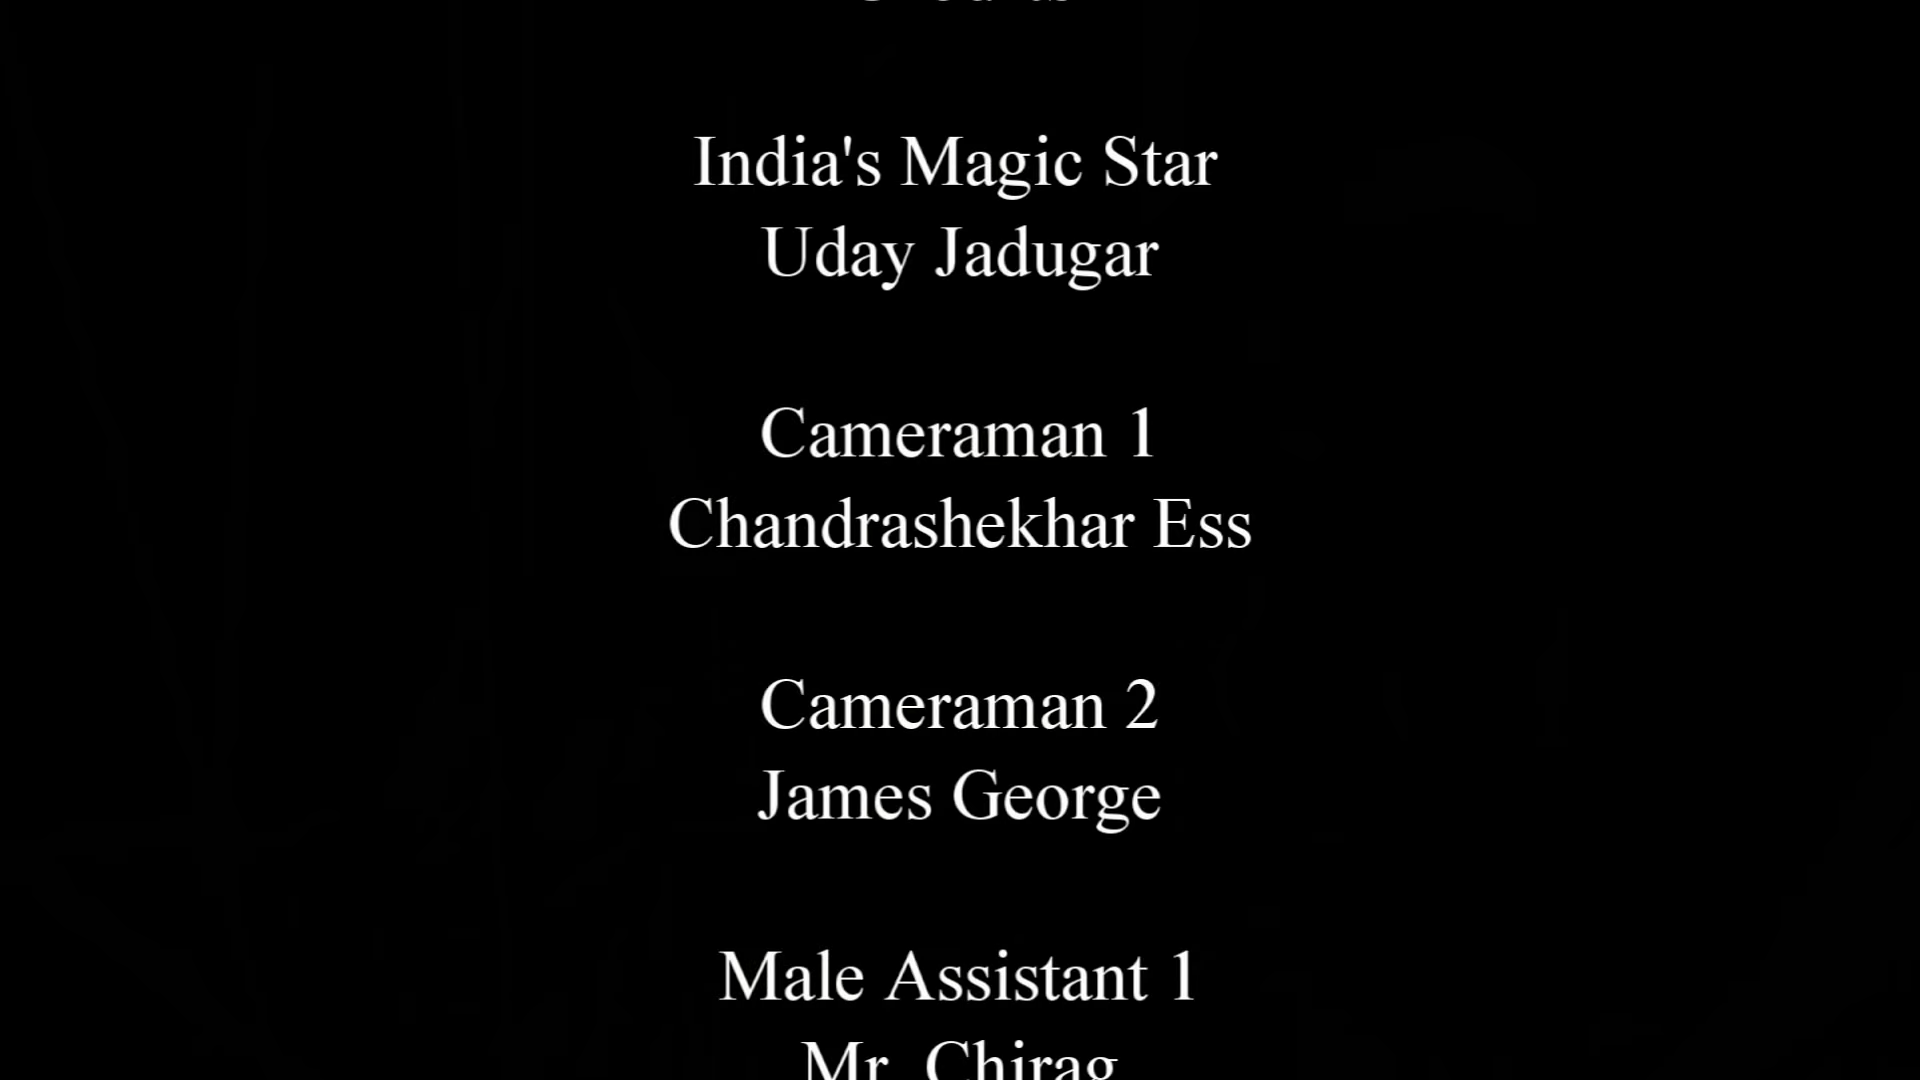 India's Magic Star
Uday Jadugar
Cameraman 1
Chandrashekhar Ess
Cameraman 2
James George
Male Assistant 1
Mr. Chirag